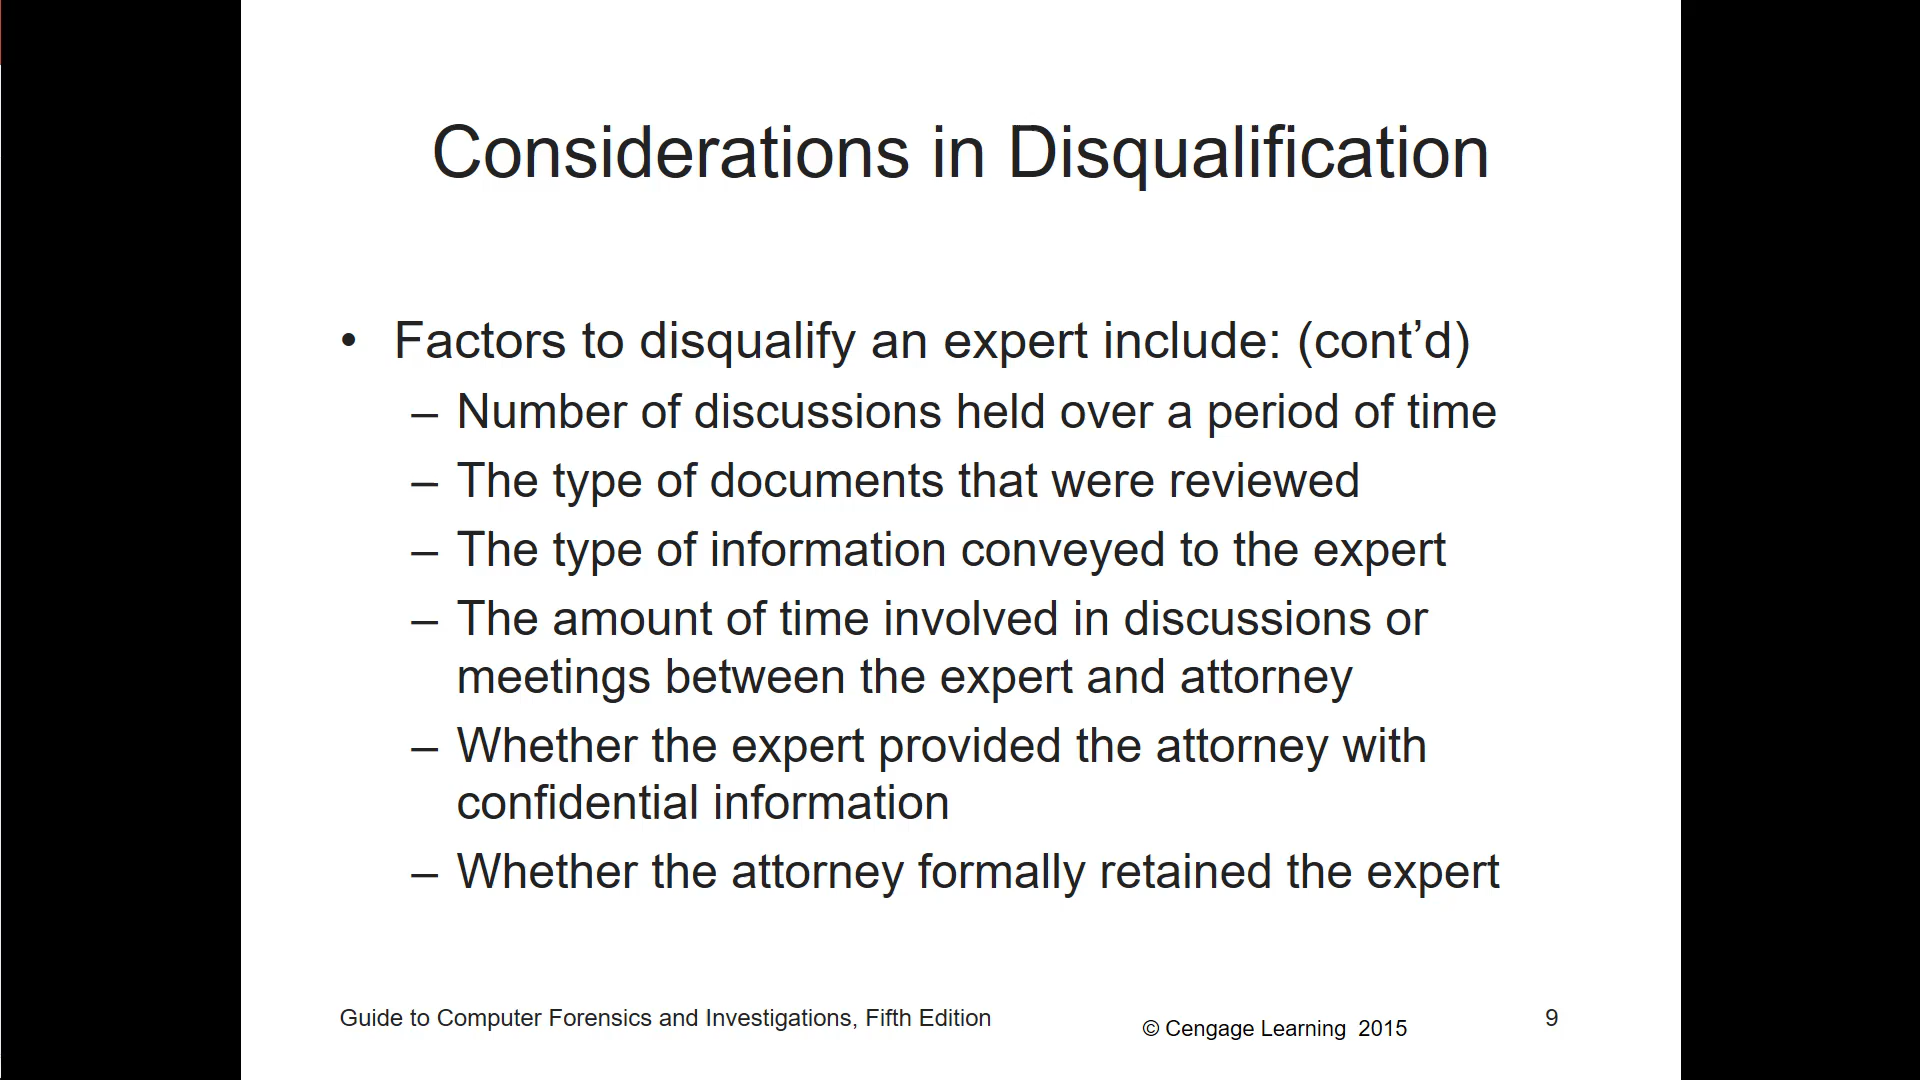 Considerations in Disqualification
• Factors to disqualify an expert include: (cont’d)
– Number of discussions held over a period of time
– The type of documents that were reviewed
– The type of information conveyed to the expert
– The amount of time involved in discussions or
meetings between the expert and attorney
– Whether the expert provided the attorney with
confidential information
– Whether the attorney formally retained the expert
Guide to Computer Forensics and Investigations, Fifth Edition
© Cengage Learning 2015
9